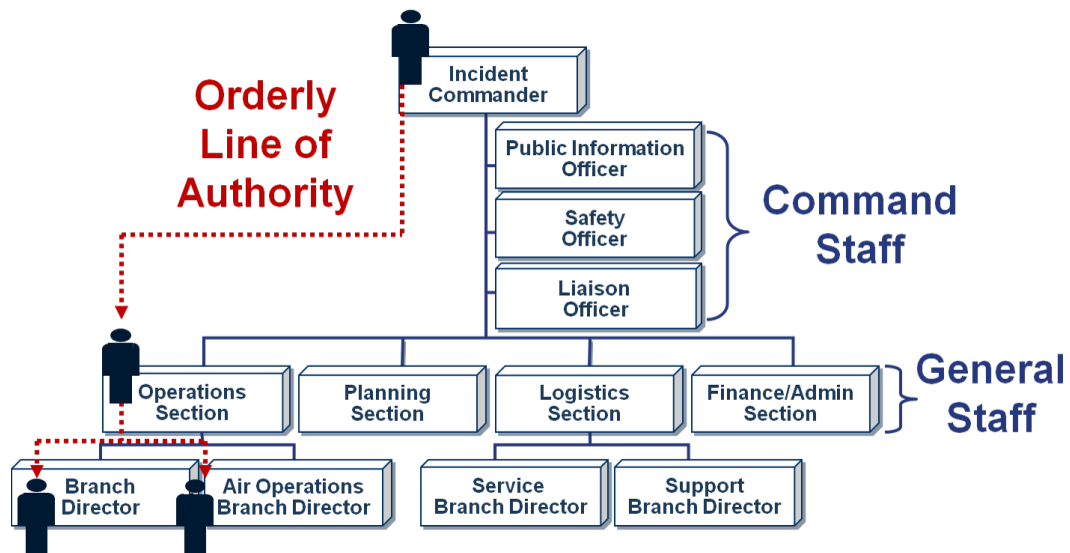 Incident
Commander
Orderly
Line of
Authority
Public Information
Officer
Safety
Officer
Liaison
Officer
Command
Staff
Operations
Section
Planning
Section
Logistics
Section
Finance/Admin
Section
General
Staff
Branch
Director
Air Operations
Branch Director
Service
Branch Director
Support
Branch Director